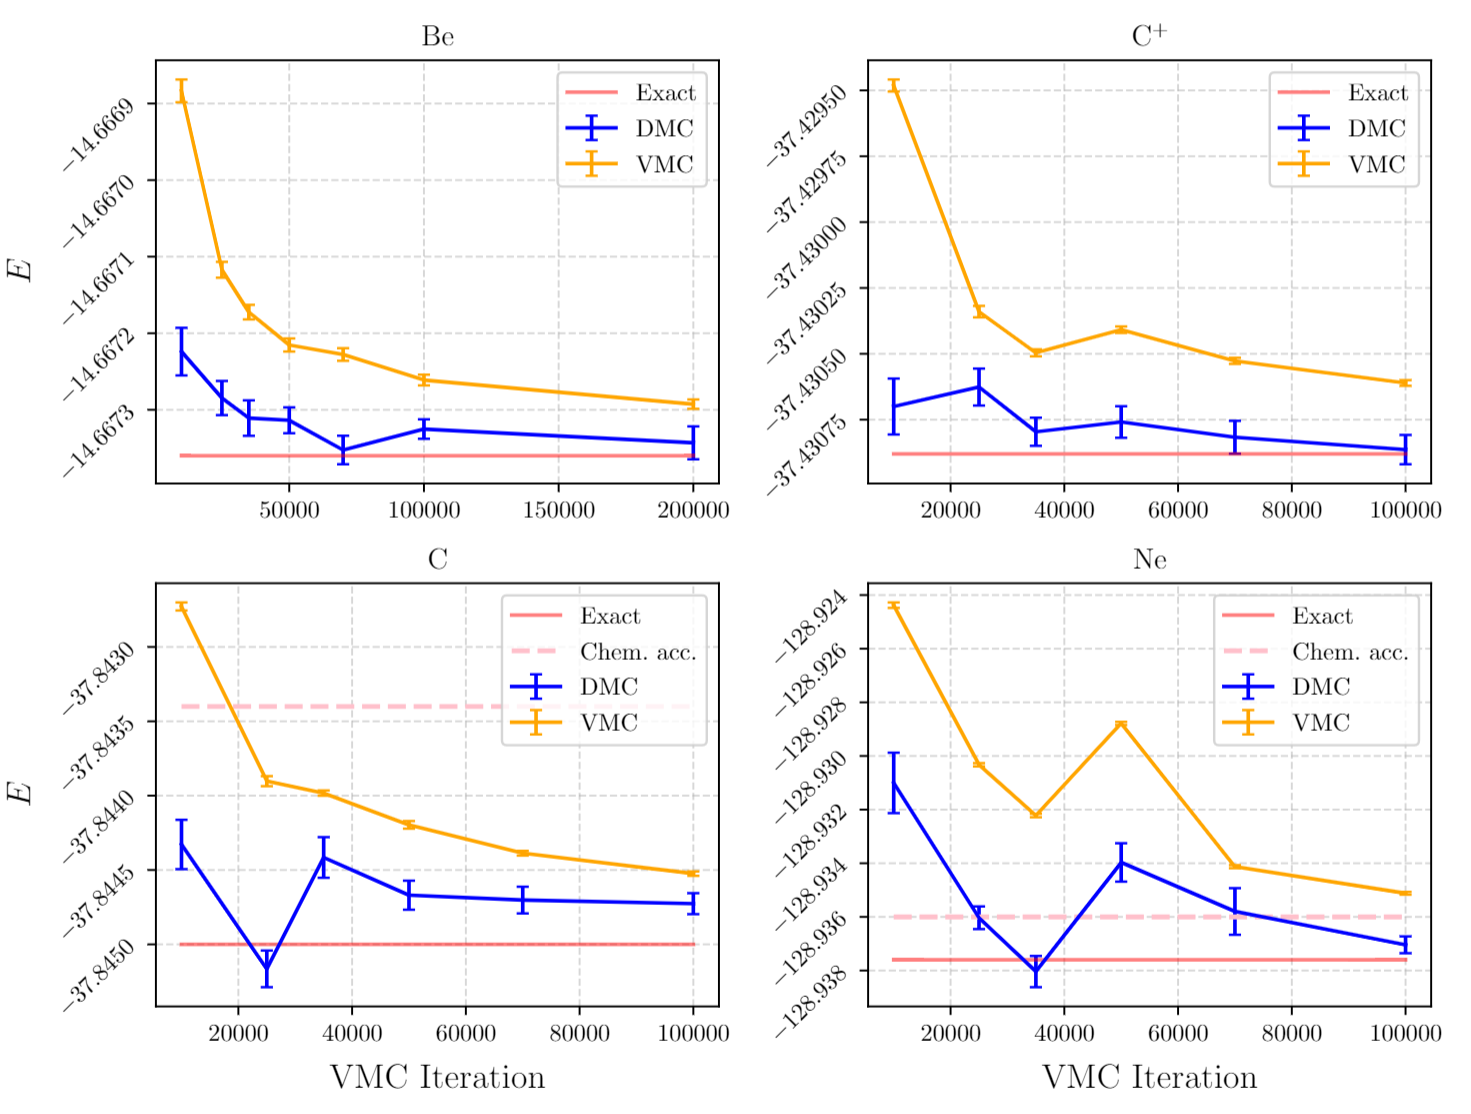 Be
E
−14.6669
−14.6670
−14.6671
−14.6672
−14.6673
Exact
DMC
VMC
50000 100000 150000 200000
C+
−37.42950
−37.42975
−37.43000
−37.43025
−37.43050
−37.43075
Exact
DMC
VMC
20000 40000 60000 80000 100000
C
E
−37.8430
−37.8435
−37.8440
−37.8445
−37.8450
Exact
Chem. acc.
DMC
VMC
20000 40000 60000 80000 100000
VMC Iteration
Ne
−128.924
−128.926
−128.928
−128.930
−128.932
−128.934
−128.936
−128.938
Exact
Chem. acc.
DMC
VMC
20000 40000 60000 80000 100000
VMC Iteration